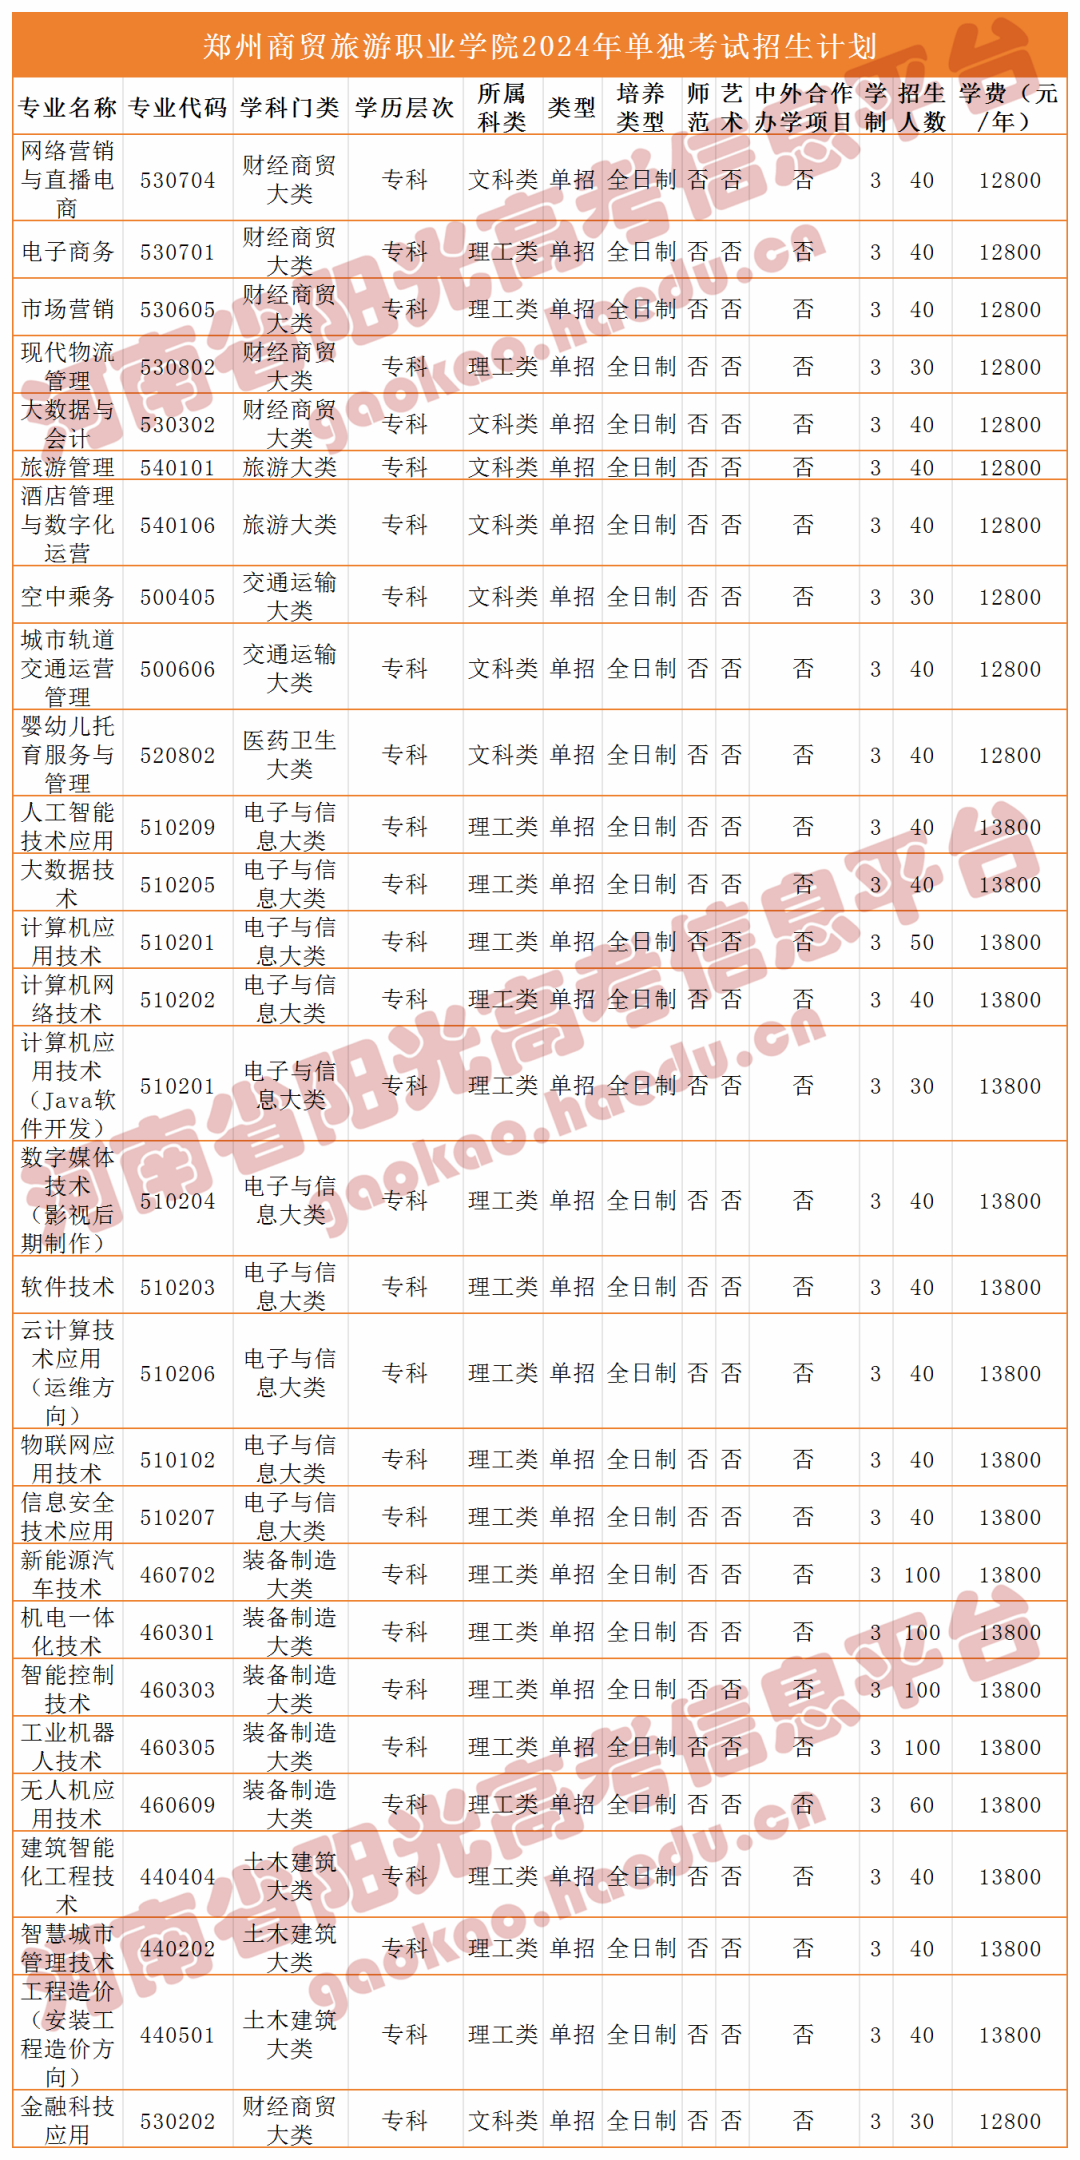 郑州商贸旅游职业学院2024年单独考试招生计划
专业名称 专业代码 学科门类 学历层次 所属科类 类型 培养类型 师范 艺术 中外合作办学项目 学制 招生人数 学费（元/年）
网络营销与直播电商 530704 财经商贸大类 专科 文科类 单招 全日制 否 否 否 3 40 12800
电子商务 530701 财经商贸大类 专科 理工类 单招 全日制 否 否 否 3 40 12800
市场营销 530605 财经商贸大类 专科 理工类 单招 全日制 否 否 否 3 40 12800
现代物流管理 530802 财经商贸大类 专科 理工类 单招 全日制 否 否 否 3 30 12800
大数据与会计 530302 财经商贸大类 专科 文科类 单招 全日制 否 否 否 3 40 12800
旅游管理 540101 旅游大类 专科 文科类 单招 全日制 否 否 否 3 40 12800
酒店管理与数字化运营 540106 旅游大类 专科 文科类 单招 全日制 否 否 否 3 40 12800
空中乘务 500405 交通运输大类 专科 文科类 单招 全日制 否 否 否 3 30 12800
城市轨道交通运营管理 500606 交通运输大类 专科 文科类 单招 全日制 否 否 否 3 40 12800
婴幼儿托育服务与管理 520802 医药卫生大类 专科 文科类 单招 全日制 否 否 否 3 40 12800
人工智能技术应用 510209 电子与信息大类 专科 理工类 单招 全日制 否 否 否 3 40 13800
大数据技术 510205 电子与信息大类 专科 理工类 单招 全日制 否 否 否 3 40 13800
计算机应用技术 510201 电子与信息大类 专科 理工类 单招 全日制 否 否 否 3 50 13800
计算机网络技术 510202 电子与信息大类 专科 理工类 单招 全日制 否 否 否 3 40 13800
计算机应用技术（Java软件开发） 510201 电子与信息大类 专科 理工类 单招 全日制 否 否 否 3 30 13800
数字媒体技术（影视后期制作） 510204 电子与信息大类 专科 理工类 单招 全日制 否 否 否 3 40 13800
软件技术 510203 电子与信息大类 专科 理工类 单招 全日制 否 否 否 3 40 13800
云计算技术应用（运维方向） 510206 电子与信息大类 专科 理工类 单招 全日制 否 否 否 3 40 13800
物联网应用技术 510102 电子与信息大类 专科 理工类 单招 全日制 否 否 否 3 40 13800
信息安全技术应用 510207 电子与信息大类 专科 理工类 单招 全日制 否 否 否 3 40 13800
新能源汽车技术 460702 装备制造大类 专科 理工类 单招 全日制 否 否 否 3 100 13800
机电一体化技术 460301 装备制造大类 专科 理工类 单招 全日制 否 否 否 3 100 13800
智能控制技术 460303 装备制造大类 专科 理工类 单招 全日制 否 否 否 3 100 13800
工业机器人技术 460305 装备制造大类 专科 理工类 单招 全日制 否 否 否 3 100 13800
无人机应用技术 460609 装备制造大类 专科 理工类 单招 全日制 否 否 否 3 60 13800
建筑智能化工程技术 440404 土木建筑大类 专科 理工类 单招 全日制 否 否 否 3 40 13800
智慧城市管理技术 440202 土木建筑大类 专科 理工类 单招 全日制 否 否 否 3 40 13800
工程造价（安装工程造价方向） 440501 土木建筑大类 专科 理工类 单招 全日制 否 否 否 3 40 13800
金融科技应用 530202 财经商贸大类 专科 文科类 单招 全日制 否 否 否 3 30 12800
河南省阳光高考信息平台
gaokao.haedu.cn
河南省阳光高考信息平台
gaokao.haedu.cn
河南省阳光高考信息平台
gaokao.haedu.cn